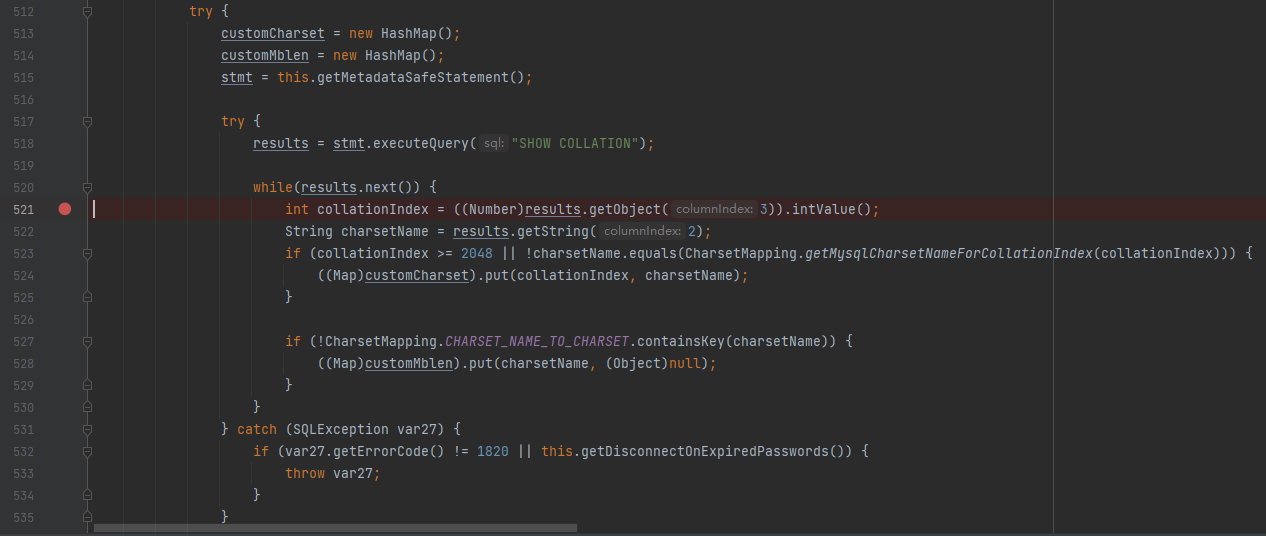 512 try {
513 customCharset = new HashMap();
514 customMblen = new HashMap();
515 stmt = this.getMetadataSafeStatement();
516
517 try {
518 results = stmt.executeQuery( sql: "SHOW COLLATION");
519
520 while(results.next()) {
521 int collationIndex = ((Number)results.getObject( columnIndex: 3)).intValue();
522 String charsetName = results.getString( columnIndex: 2);
523 if (collationIndex >= 2048 || !charsetName.equals(CharsetMapping.getMysqlCharsetNameForCollationIndex(collationIndex))) {
524 ((Map)customCharset).put(collationIndex, charsetName);
525 }
526
527 if (!CharsetMapping.CHARSET_NAME_TO_CHARSET.containsKey(charsetName)) {
528 ((Map)customMblen).put(charsetName, (Object)null);
529 }
530 }
531 } catch (SQLException var27) {
532 if (var27.getErrorCode() != 1820 || this.getDisconnectOnExpiredPasswords()) {
533 throw var27;
534 }
535 }